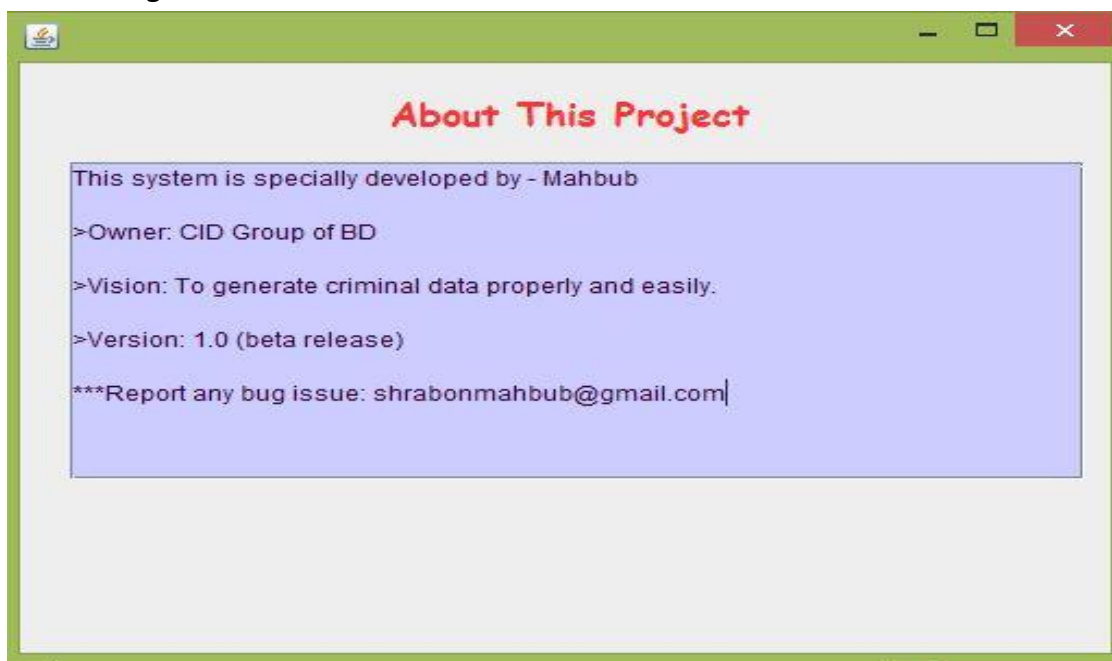 About This Project
This system is specially developed by - Mahbub
>Owner: CID Group of BD
>Vision: To generate criminal data properly and easily.
>Version: 1.0 (beta release)
***Report any bug issue: shrabonmahbub@gmail.com